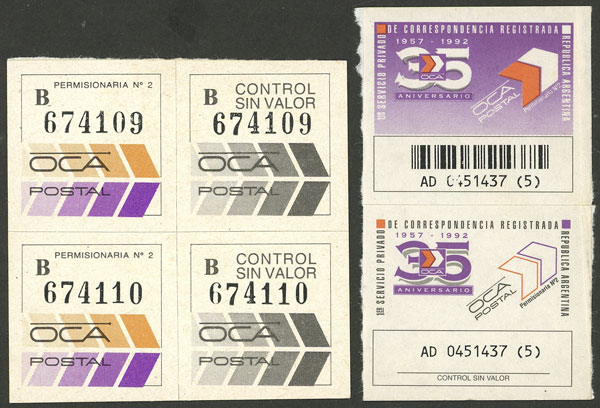 PERMISIONARIA Nº 2
B
674109
OCA
POSTAL
CONTROL
SIN VALOR
B
674109
OCA
POSTAL
PERMISIONARIA Nº 2
B
674110
OCA
POSTAL
CONTROL
SIN VALOR
B
674110
OCA
POSTAL
1ER SERVICIO PRIVADO DE CORRESPONDENCIA REGISTRADA REPUBLICA ARGENTINA
1957 - 1992
35
OCA
ANIVERSARIO
OCA
POSTAL
Permisionaria Nº2
AD 0451437 (5)
1ER SERVICIO PRIVADO DE CORRESPONDENCIA REGISTRADA REPUBLICA ARGENTINA
1957 - 1992
35
OCA
ANIVERSARIO
OCA
POSTAL
Permisionaria Nº2
AD 0451437 (5)
CONTROL SIN VALOR